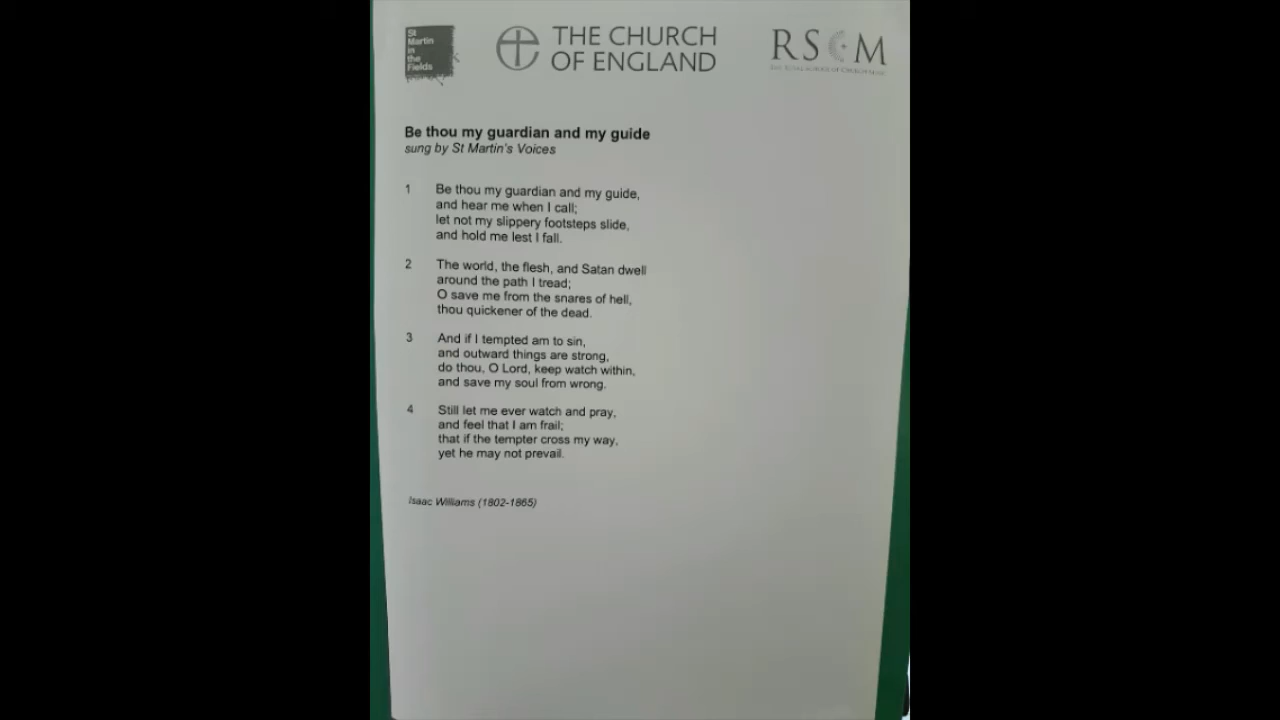 St
Martin
in
the
Fields
THE CHURCH
OF ENGLAND
RSCM
THE ROYAL SCHOOL OF CHURCH MUSIC
Be thou my guardian and my guide
sung by St Martin's Voices
1 Be thou my guardian and my guide,
and hear me when I call;
let not my slippery footsteps slide,
and hold me lest I fall.
2 The world, the flesh, and Satan dwell
around the path I tread;
O save me from the snares of hell,
thou quickener of the dead.
3 And if I tempted am to sin,
and outward things are strong,
do thou, O Lord, keep watch within,
and save my soul from wrong.
4 Still let me ever watch and pray,
and feel that I am frail;
that if the tempter cross my way,
yet he may not prevail.
Isaac Williams (1802-1865)